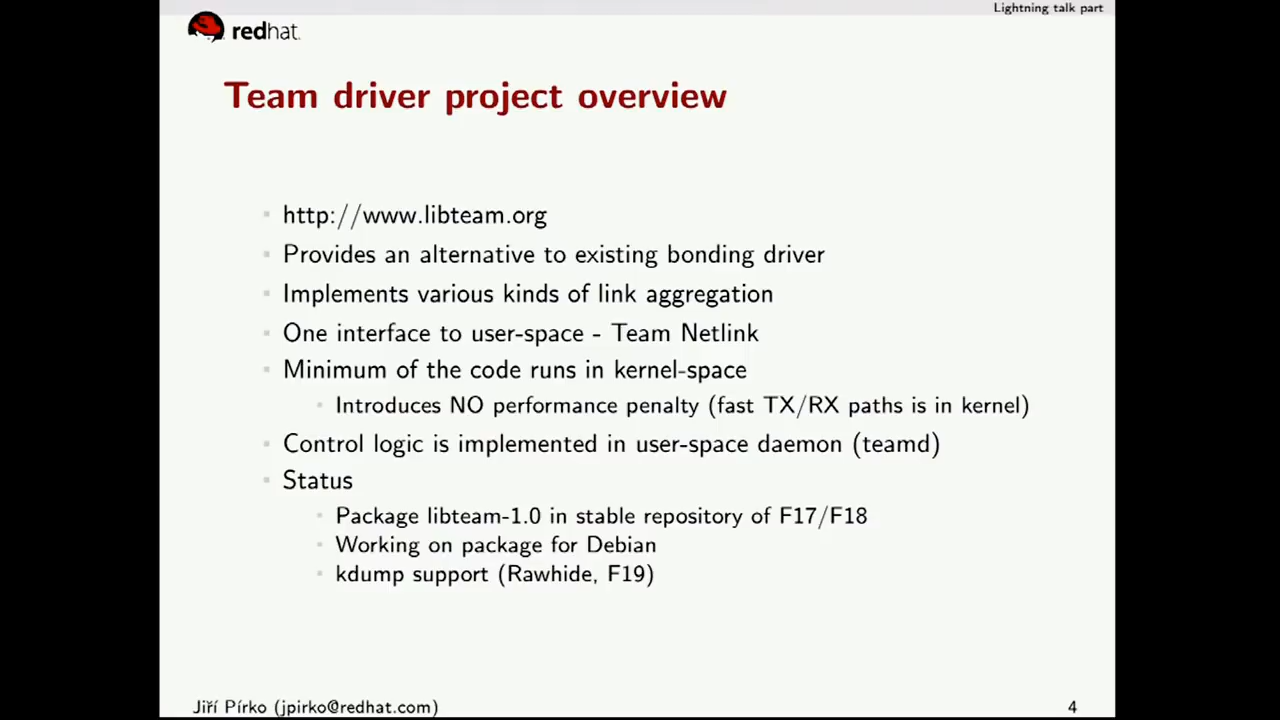 Lightning talk part
redhat.
Team driver project overview
http://www.libteam.org
Provides an alternative to existing bonding driver
Implements various kinds of link aggregation
One interface to user-space - Team Netlink
Minimum of the code runs in kernel-space
Introduces NO performance penalty (fast TX/RX paths is in kernel)
Control logic is implemented in user-space daemon (teamd)
Status
Package libteam-1.0 in stable repository of F17/F18
Working on package for Debian
kdump support (Rawhide, F19)
Jiří Pírko (jpirko@redhat.com)
4